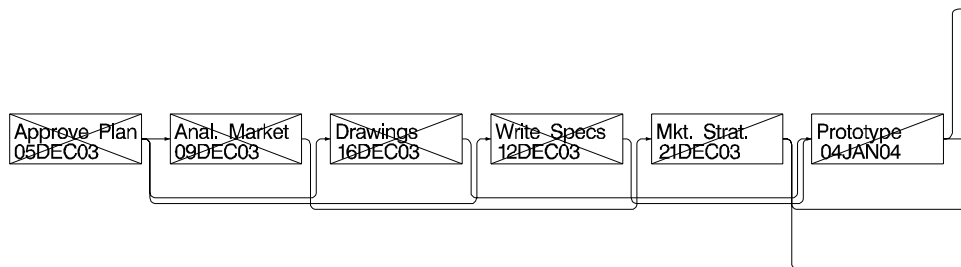 Approve Plan
05DEC03
Anal. Market
09DEC03
Drawings
16DEC03
Write Specs
12DEC03
Mkt. Strat.
21DEC03
Prototype
04JAN04